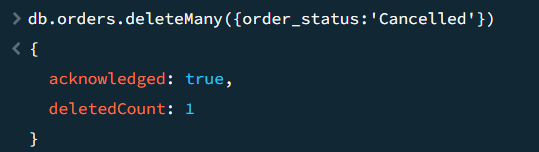 > db.orders.deleteMany({order_status:'Cancelled'})
< {
acknowledged: true,
deletedCount: 1
}